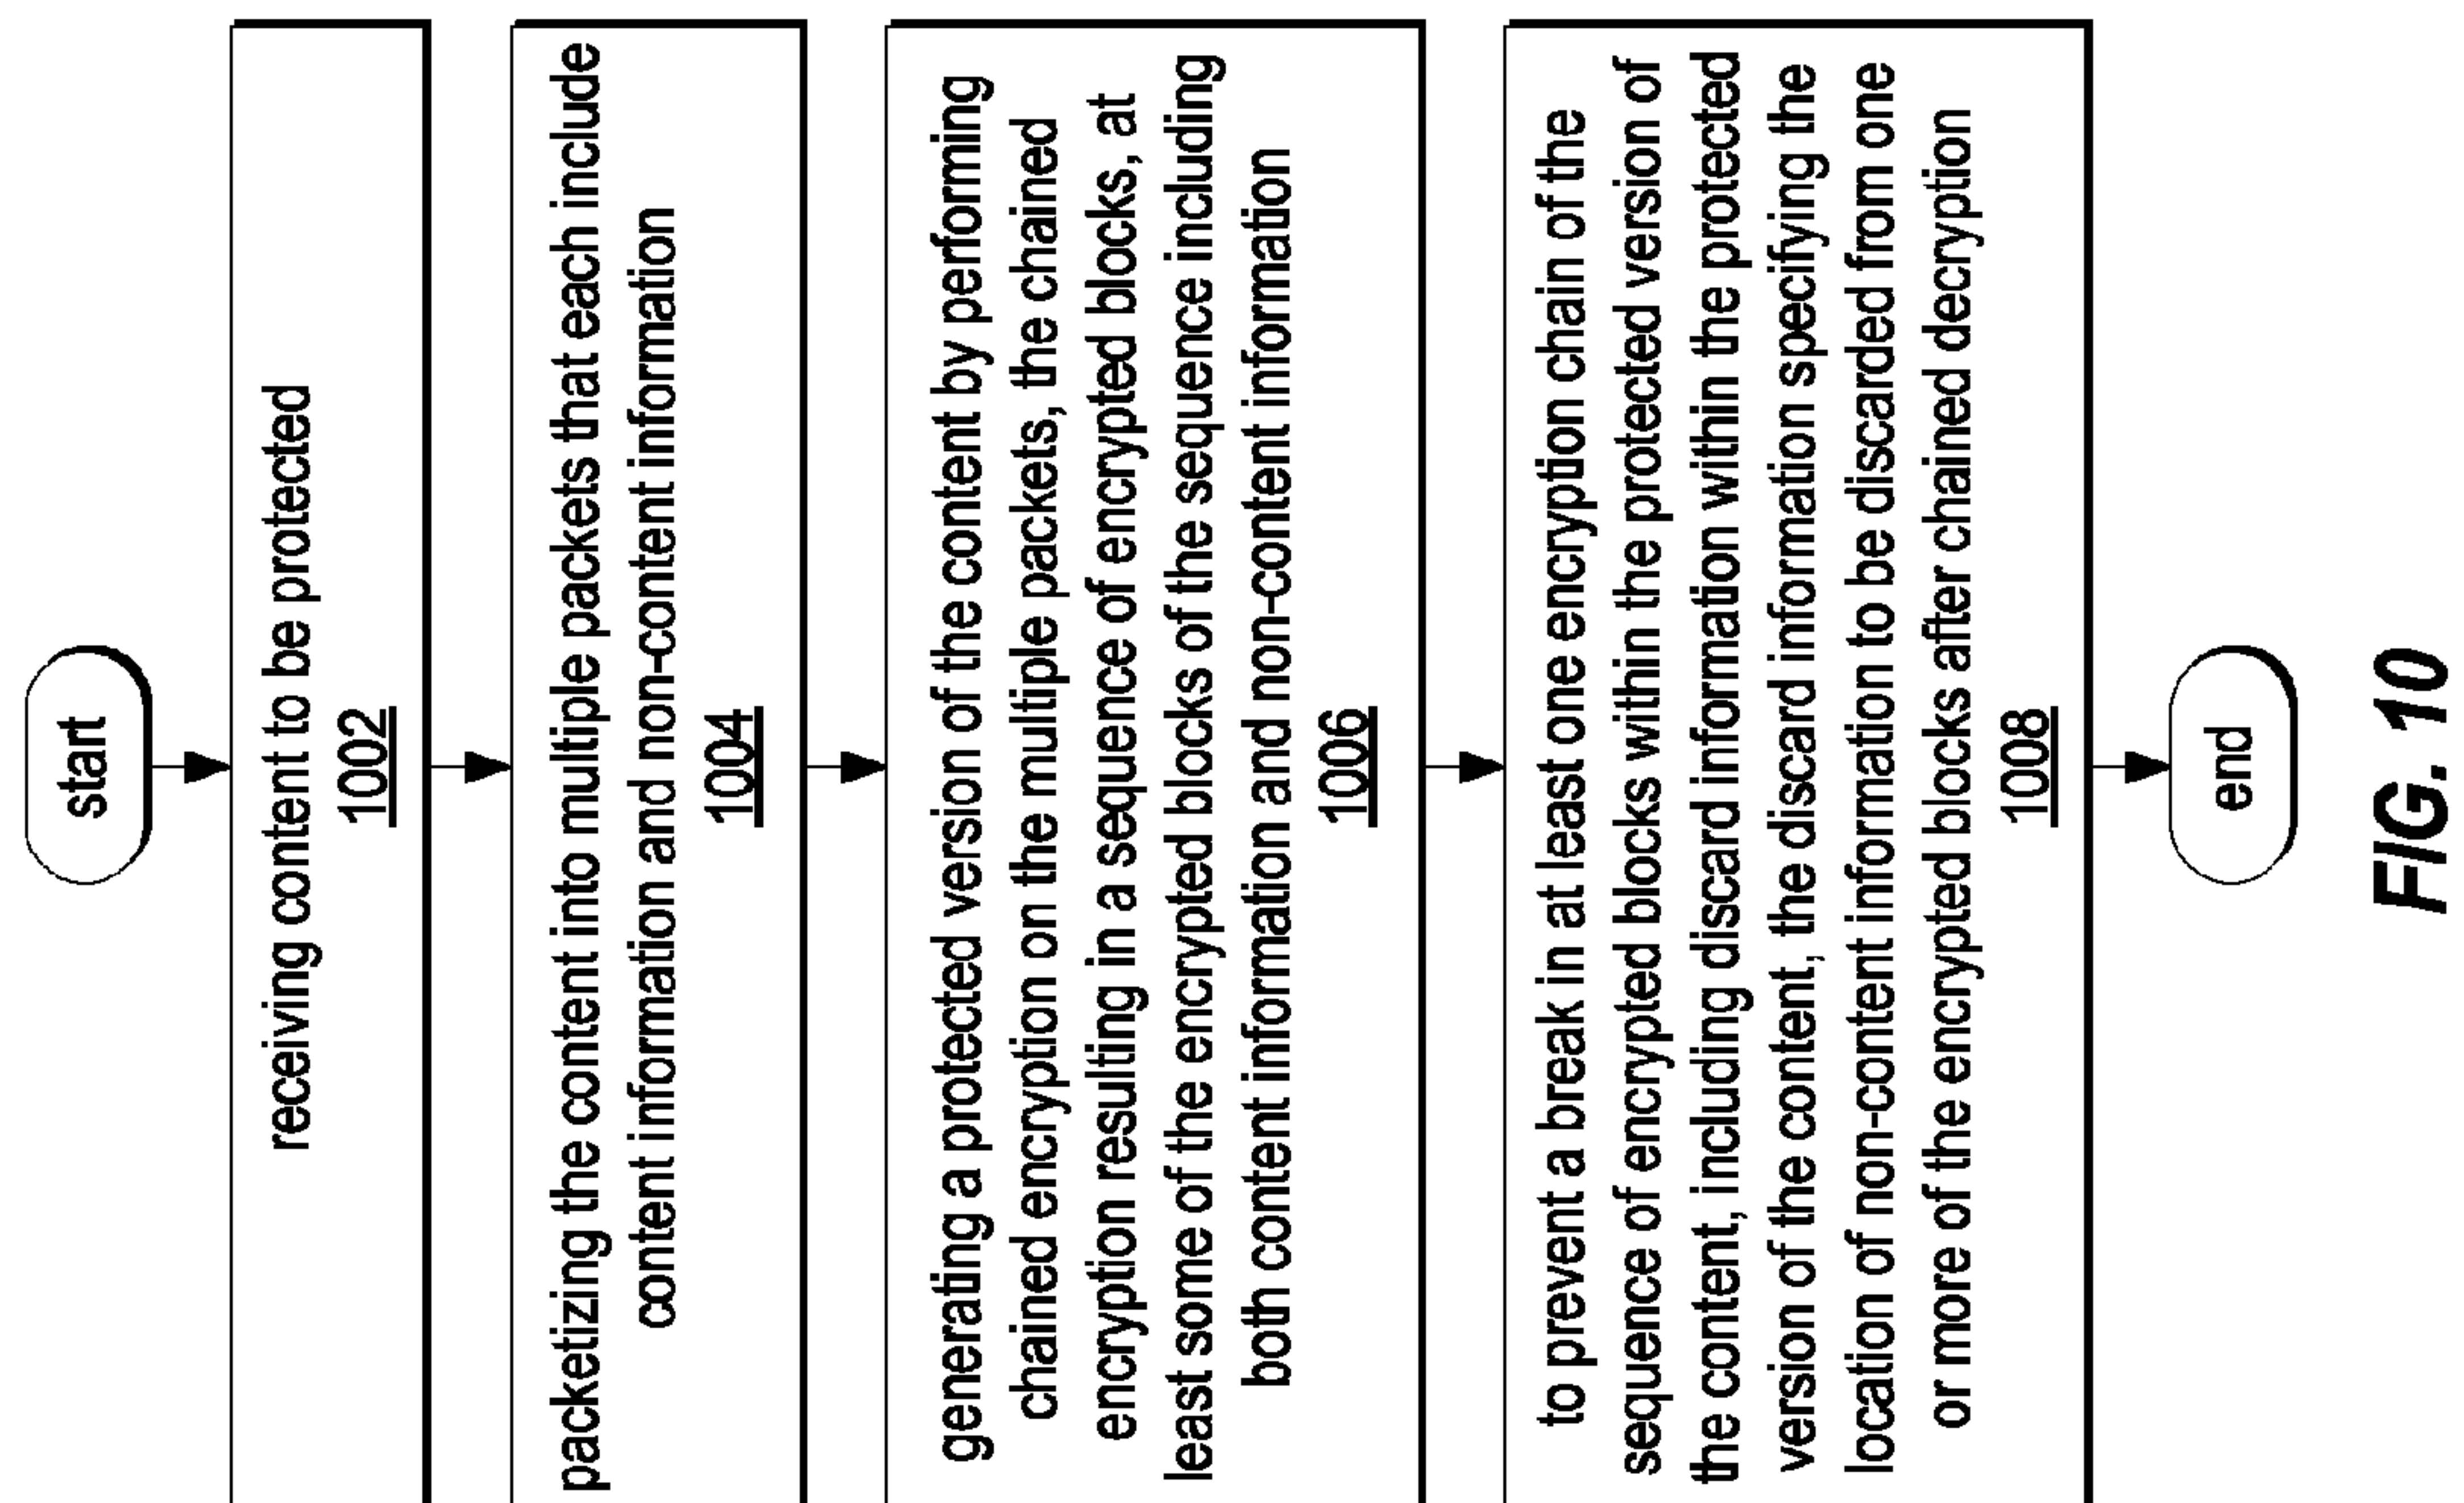 start
receiving content to be protected
1002
packetizing the content into multiple packets that each include
content information and non-content information
1004
generating a protected version of the content by performing
chained encryption on the multiple packets, the chained
encryption resulting in a sequence of encrypted blocks, at
least some of the encrypted blocks of the sequence including
both content information and non-content information
1006
to prevent a break in at least one encryption chain of the
sequence of encrypted blocks within the protected version of
the content, including discard information within the protected
version of the content, the discard information specifying the
location of non-content information to be discarded from one
or more of the encrypted blocks after chained decryption
1008
end
FIG. 10